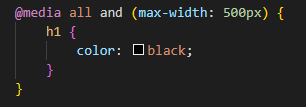 @media all and (max-width: 500px) {
h1 {
color: black;
}
}